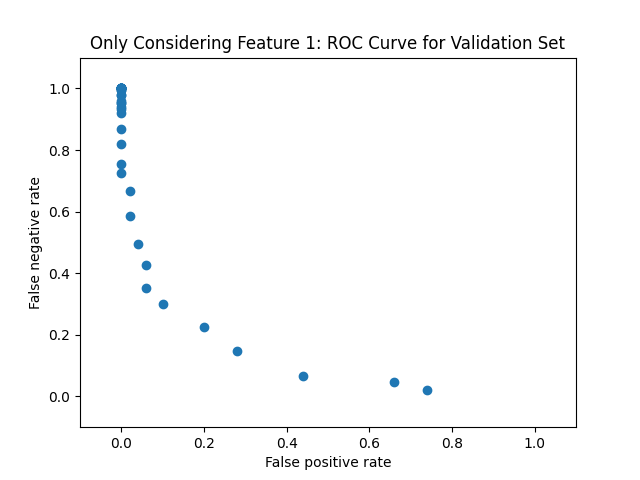 Only Considering Feature 1: ROC Curve for Validation Set
1.0
0.8
0.6
0.4
0.2
0.0
False negative rate
0.0 0.2 0.4 0.6 0.8 1.0
False positive rate